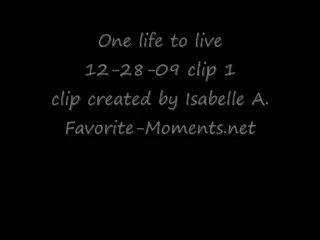 One life to live
12-28-09 clip 1
clip created by Isabelle A.
Favorite-Moments.net